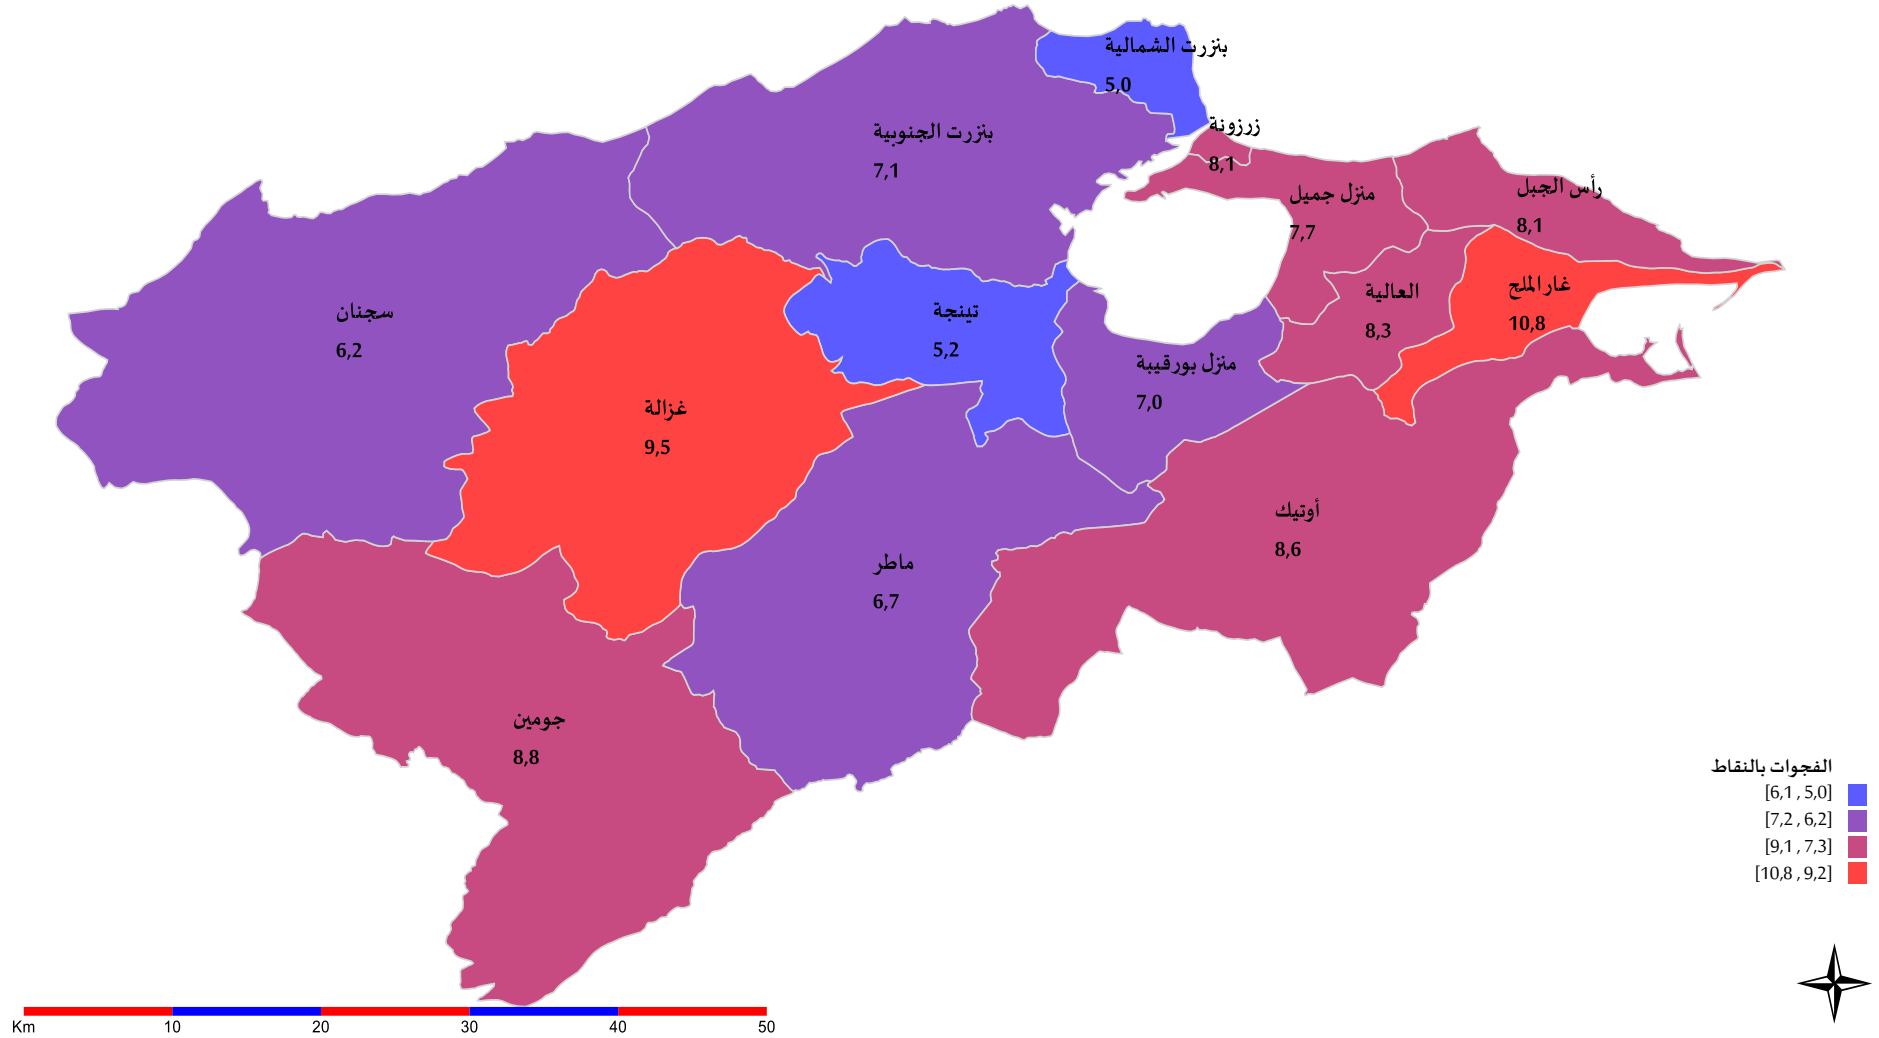 بنزرت الشمالية
5,0
زرزونة
8,1
بنزرت الجنوبية
7,1
رأس الجبل
8,1
منزل جميل
7,7
غارالملح
10,8
العالية
8,3
سجنان
6,2
تينجة
5,2
منزل بورقيبة
7,0
غزالة
9,5
أوتيك
8,6
ماطر
6,7
جومين
8,8
الفجوات بالنقاط
[6,1 , 5,0]
[7,2 , 6,2]
[9,1 , 7,3]
[10,8 , 9,2]
Km 10 20 30 40 50